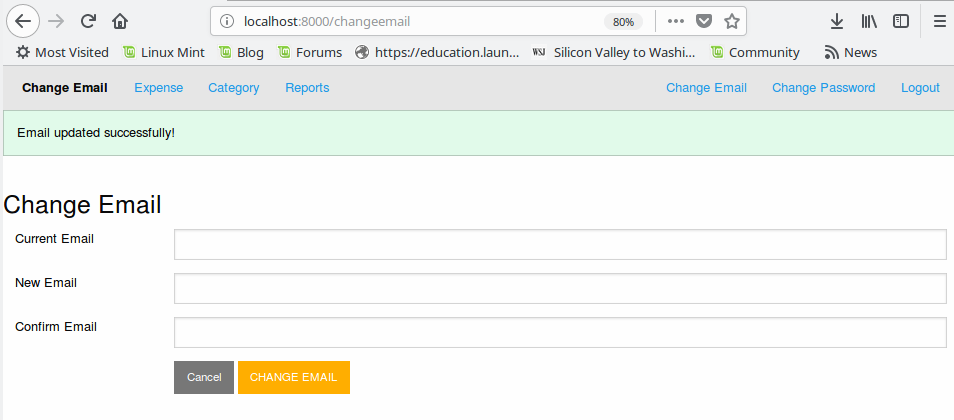 localhost:8000/changeemail 80%
Most Visited Linux Mint Blog Forums https://education.laun... WSJ Silicon Valley to Washi... Community News
Change Email Expense Category Reports Change Email Change Password Logout
Email updated successfully!
Change Email
Current Email
New Email
Confirm Email
Cancel CHANGE EMAIL